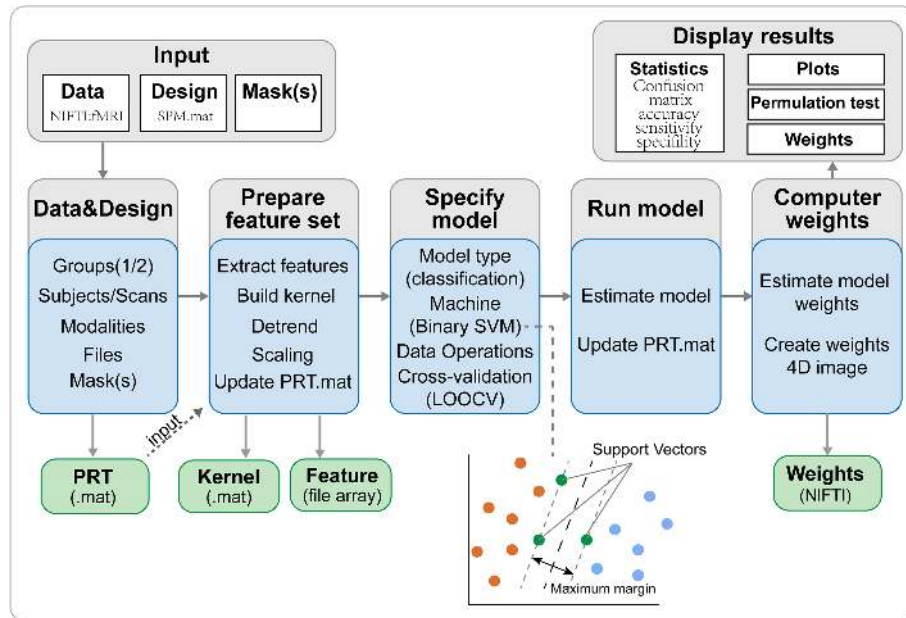 Input
Data
NIFTI:fMRI
Design
SPM.mat
Mask(s)
Display results
Statistics
Confusion
matrix
accuracy
sensitivify
specifility
Plots
Permulation test
Weights
Data&Design
Groups(1/2)
Subjects/Scans
Modalities
Files
Mask(s)
Prepare
feature set
Extract features
Build kernel
Detrend
Scaling
Update PRT.mat
Specify
model
Model type
(classification)
Machine
(Binary SVM)
Data Operations
Cross-validation
(LOOCV)
Run model
Estimate model
Update PRT.mat
Computer
weights
Estimate model
weights
Create weights
4D image
input
PRT
(.mat)
Kernel
(.mat)
Feature
(file array)
Support Vectors
Maximum margin
Weights
(NIFTI)